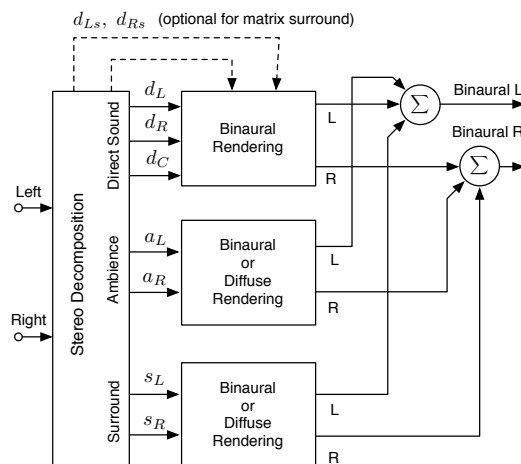 d_Ls, d_Rs (optional for matrix surround)
Left
Right
Stereo Decomposition
Direct Sound
d_L
d_R
d_C
Binaural
Rendering
L
R
Ambience
a_L
a_R
Binaural
or
Diffuse
Rendering
L
R
Surround
s_L
s_R
Binaural
or
Diffuse
Rendering
L
R
Σ
Binaural L
Binaural R
Σ